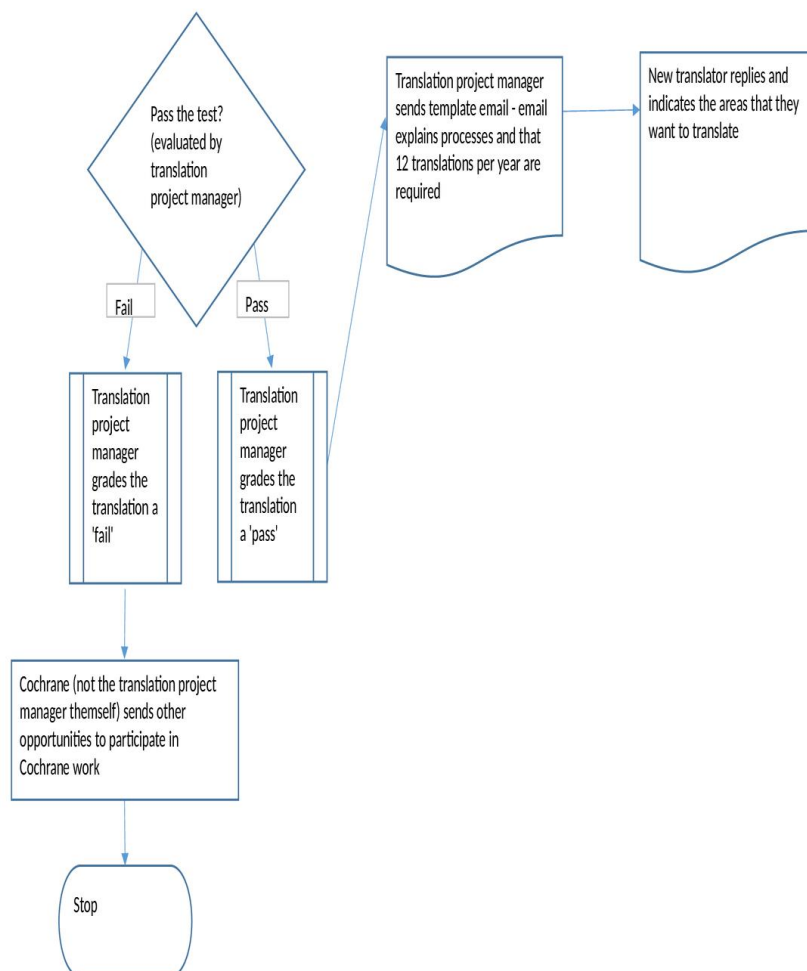 Pass the test?
(evaluated by
translation
project manager)
Translation project manager
sends template email - email
explains processes and that
12 translations per year are
required
New translator replies and
indicates the areas that they
want to translate
Fail
Pass
Translation
project
manager
grades the
translation a
'fail'
Translation
project
manager
grades the
translation
a 'pass'
Cochrane (not the translation project
manager themself) sends other
opportunities to participate in
Cochrane work
Stop